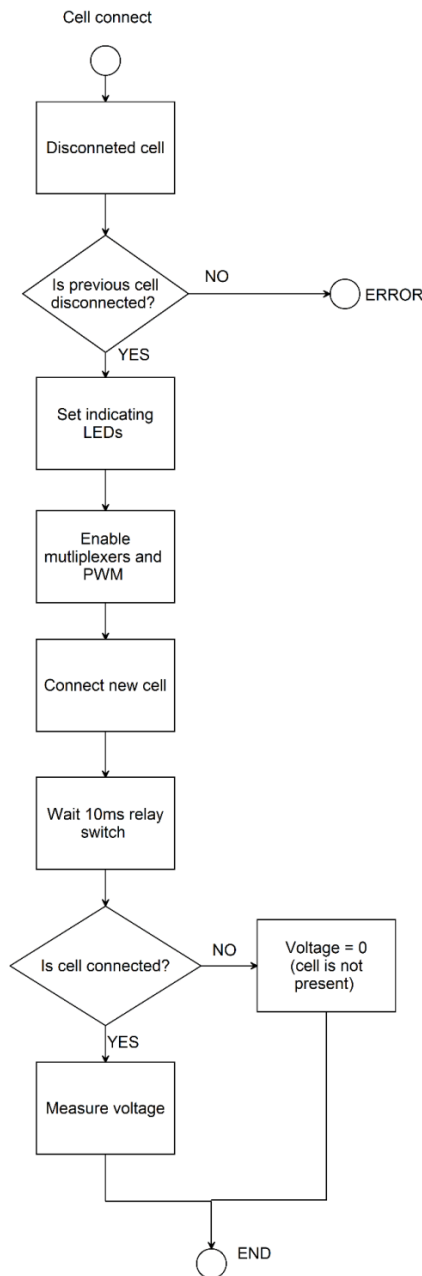 Cell connect
Disconneted cell
Is previous cell
disconnected?
NO
ERROR
YES
Set indicating
LEDs
Enable
mutliplexers and
PWM
Connect new cell
Wait 10ms relay
switch
Is cell connected?
NO
Voltage = 0
(cell is not
present)
YES
Measure voltage
END